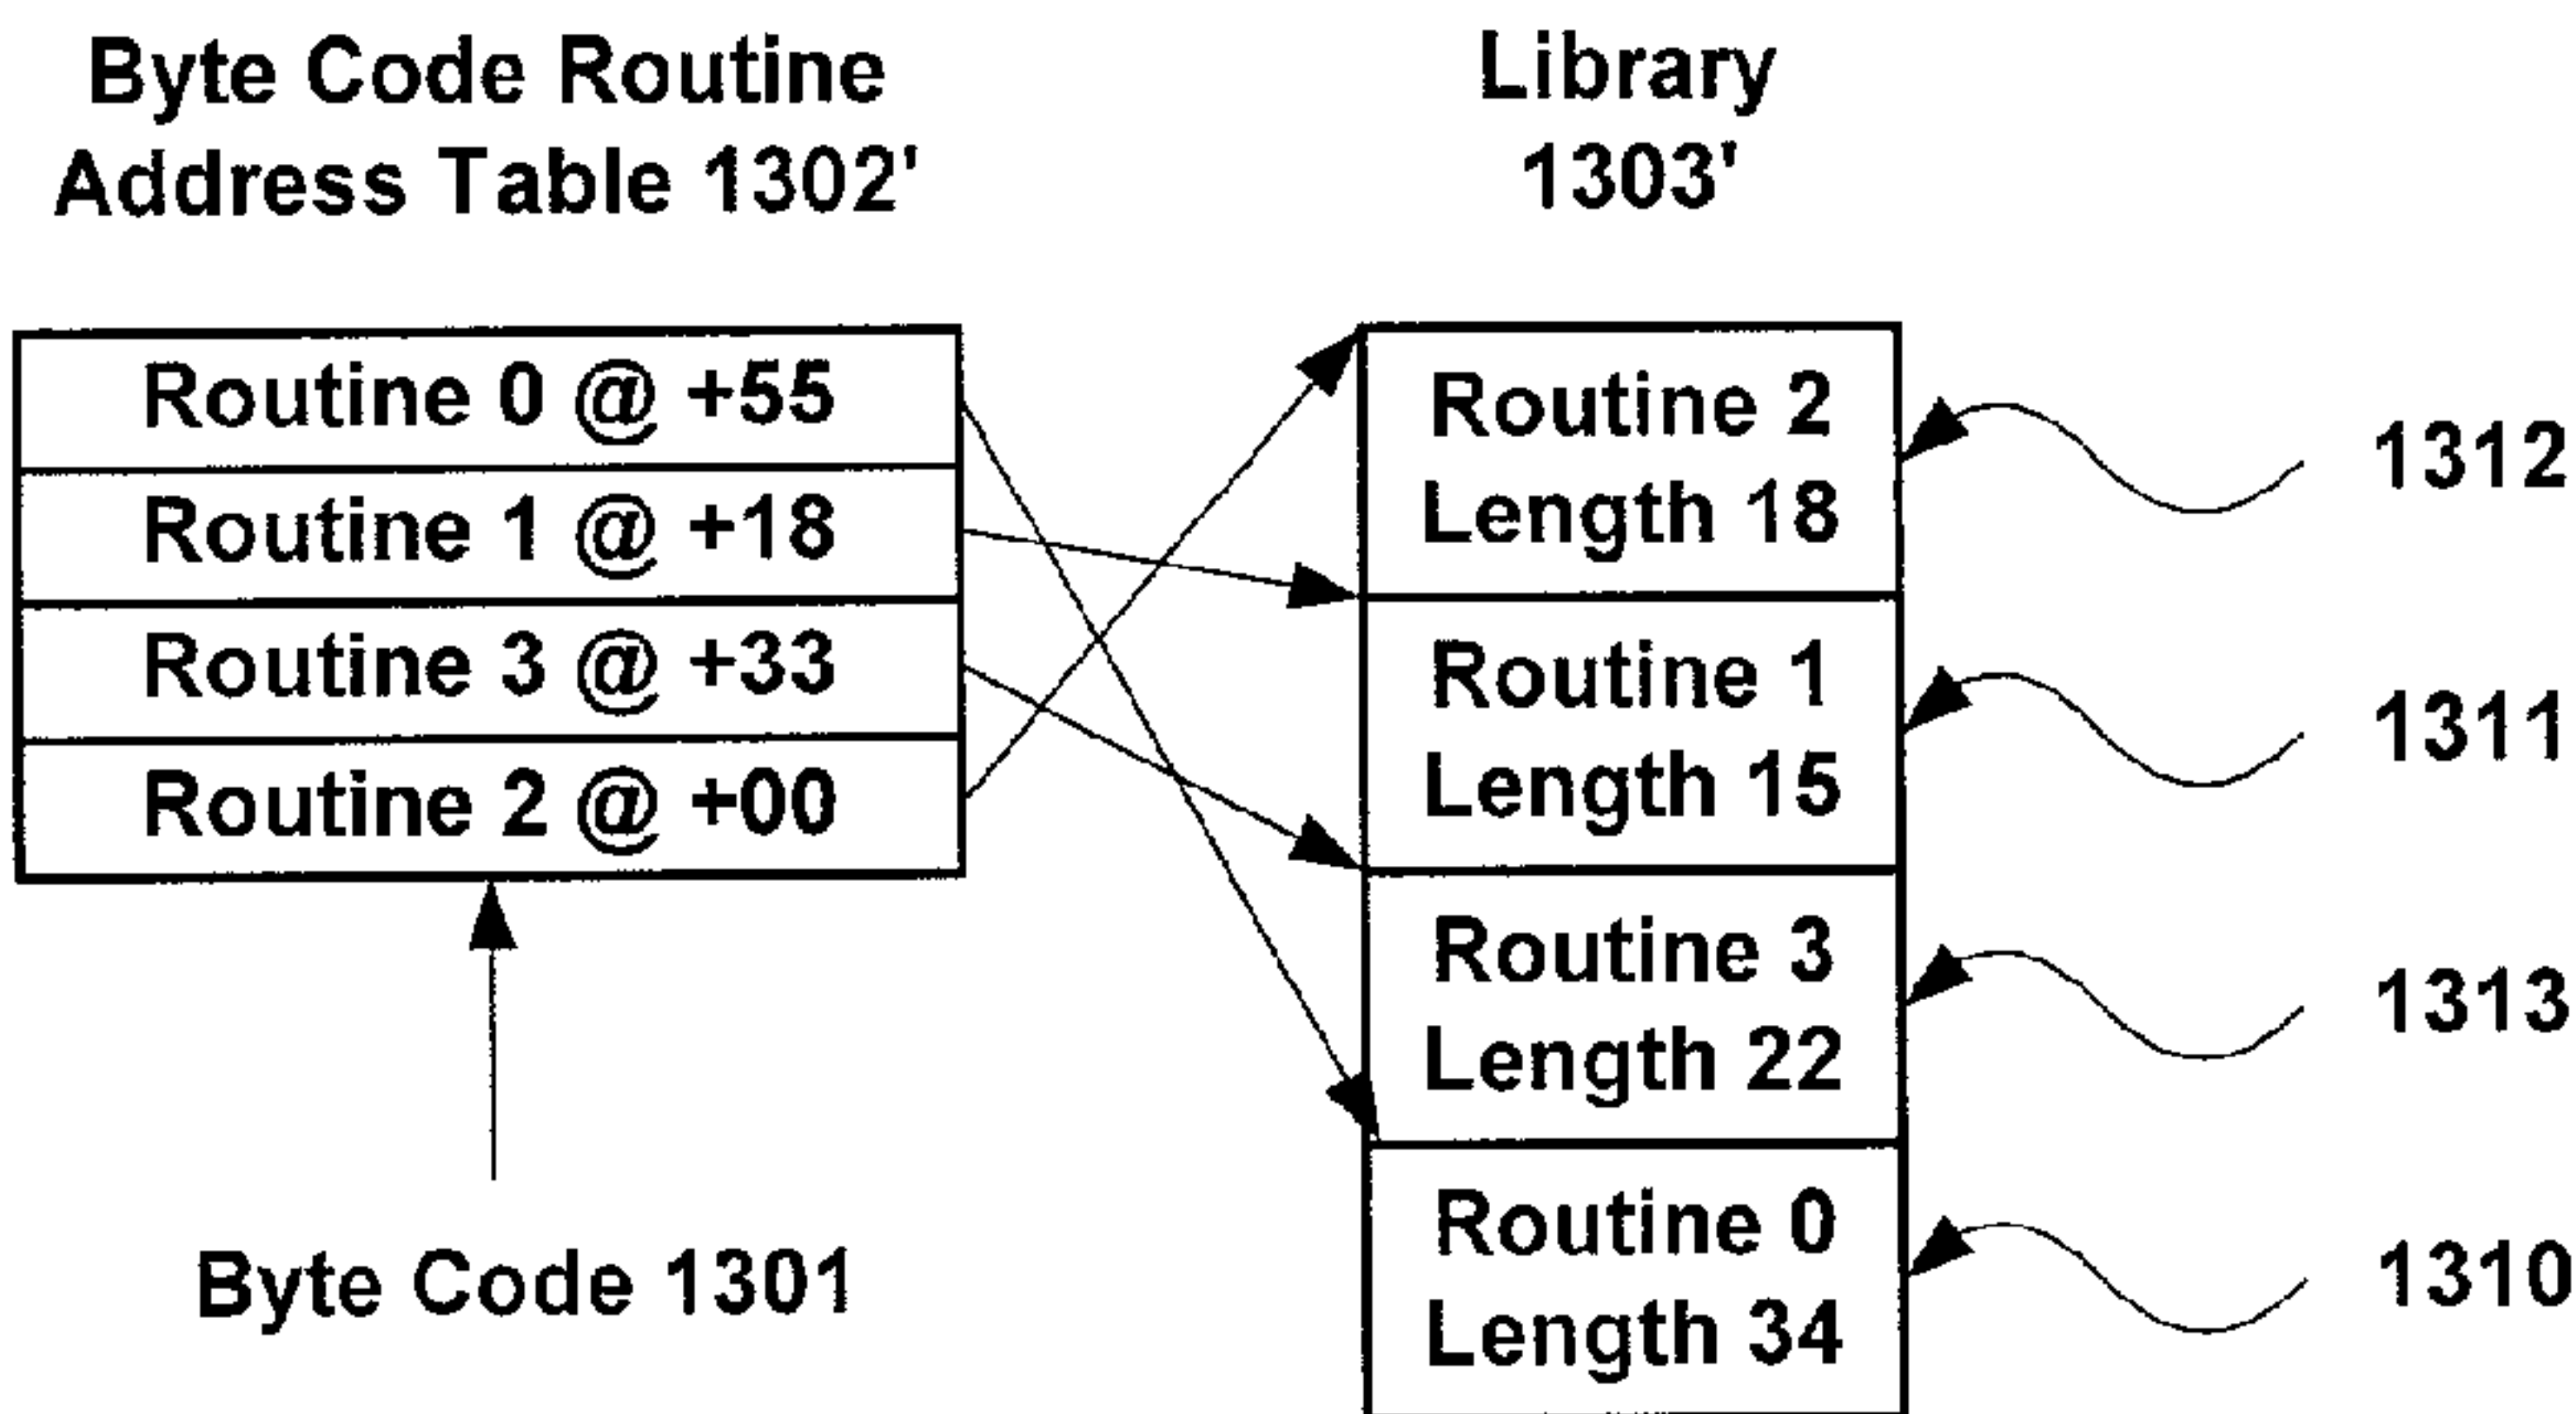 Byte Code Routine
Address Table 1302'
Routine 0 @ +55
Routine 1 @ +18
Routine 3 @ +33
Routine 2 @ +00
Byte Code 1301
Library
1303'
Routine 2
Length 18
1312
Routine 1
Length 15
1311
Routine 3
Length 22
1313
Routine 0
Length 34
1310